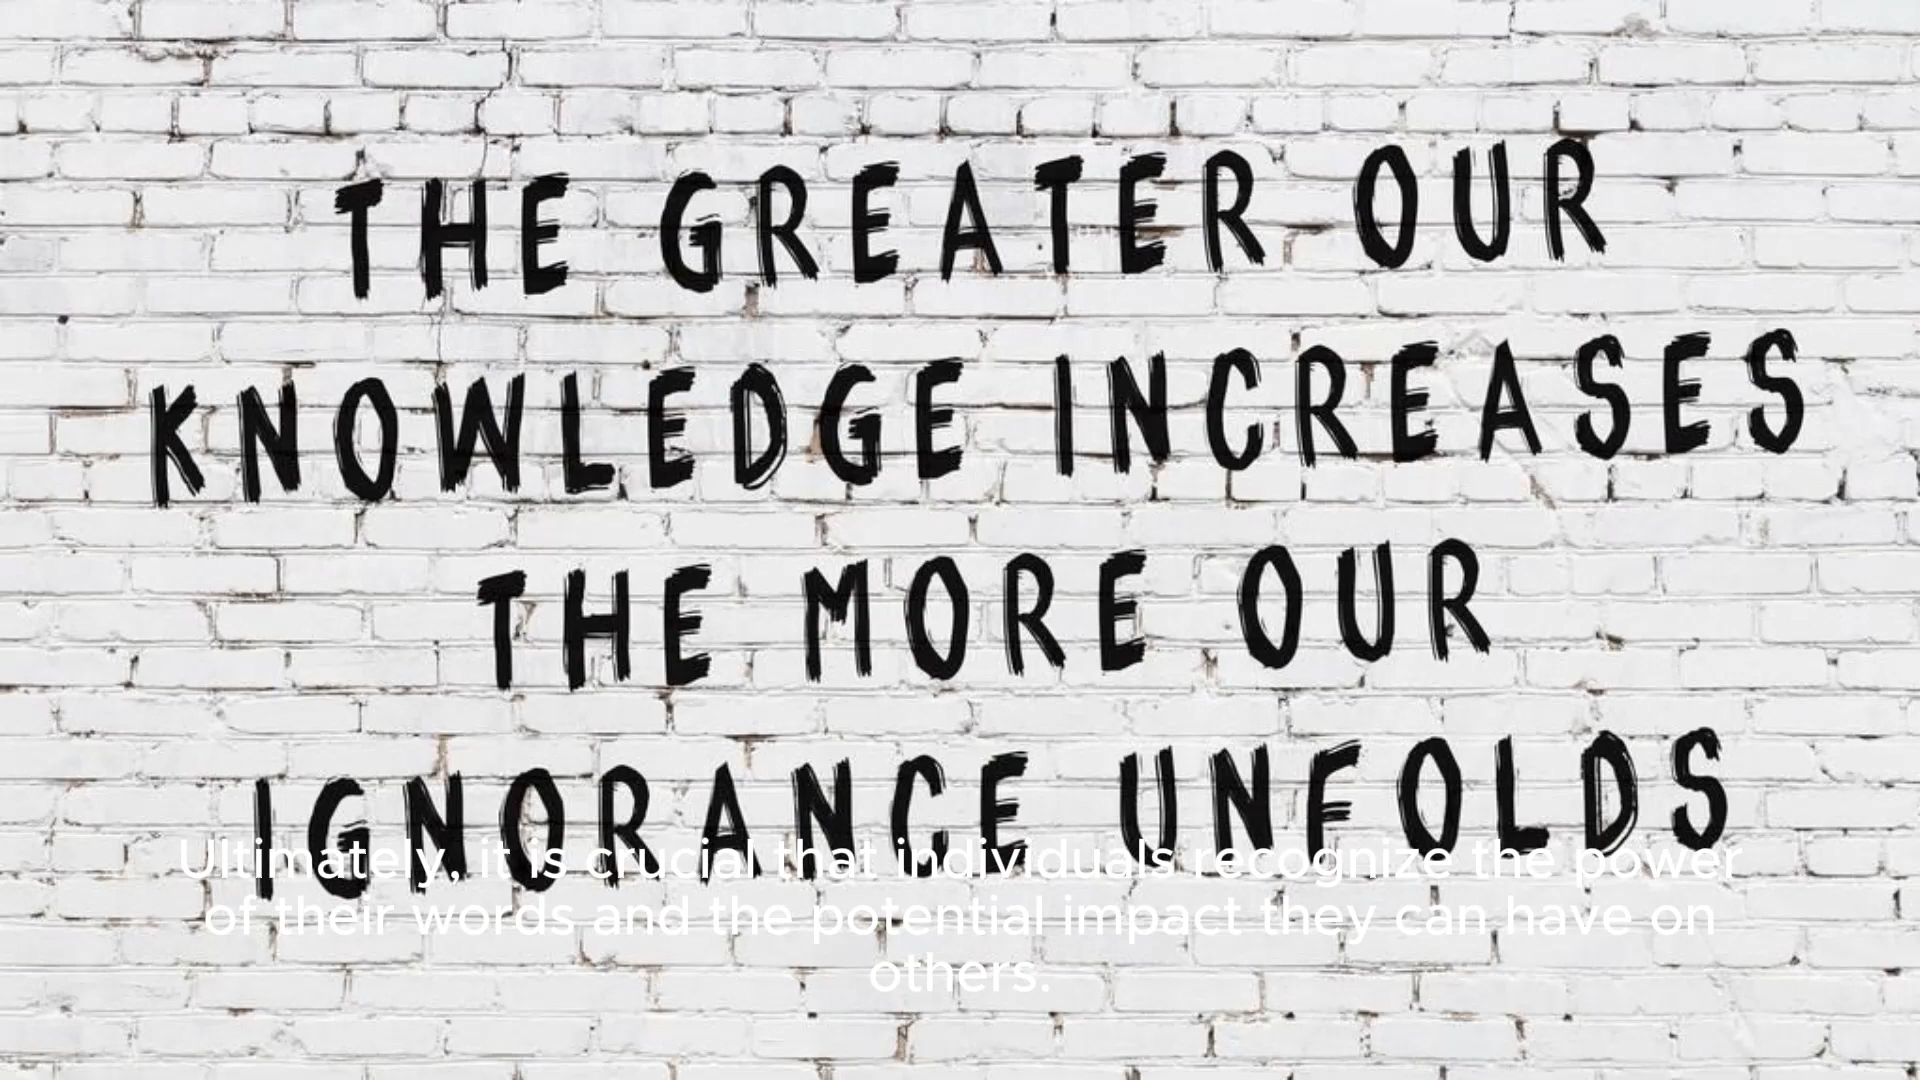 THE GREATER OUR
KNOWLEDGE INCREASES
THE MORE OUR
IGNORANCE UNFOLDS
Ultimately, it is crucial that individuals recognize the power
of their words and the potential impact they can have on
others.